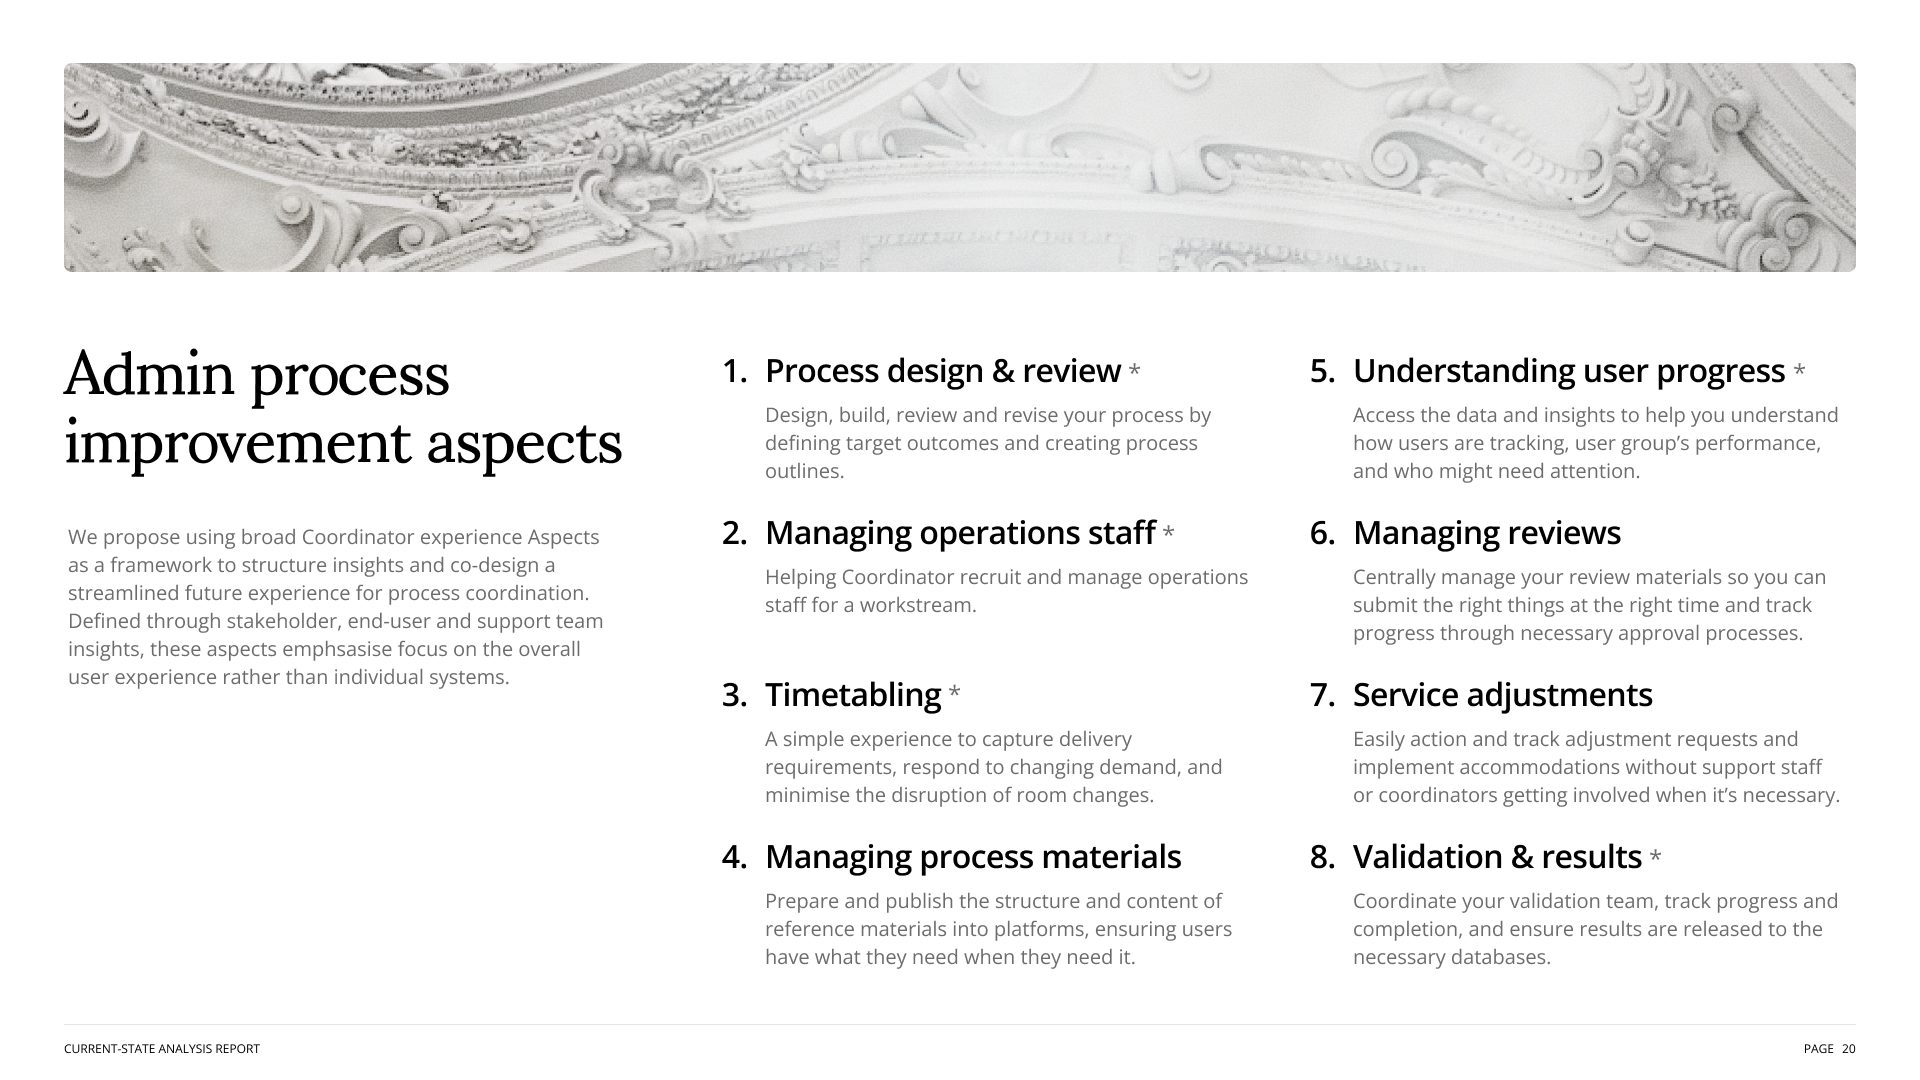 Admin process
improvement aspects
We propose using broad Coordinator experience Aspects
as a framework to structure insights and co-design a
streamlined future experience for process coordination.
Defined through stakeholder, end-user and support team
insights, these aspects emphsasise focus on the overall
user experience rather than individual systems.
1. Process design & review *
Design, build, review and revise your process by
defining target outcomes and creating process
outlines.
2. Managing operations staff *
Helping Coordinator recruit and manage operations
staff for a workstream.
3. Timetabling *
A simple experience to capture delivery
requirements, respond to changing demand, and
minimise the disruption of room changes.
4. Managing process materials
Prepare and publish the structure and content of
reference materials into platforms, ensuring users
have what they need when they need it.
5. Understanding user progress *
Access the data and insights to help you understand
how users are tracking, user group’s performance,
and who might need attention.
6. Managing reviews
Centrally manage your review materials so you can
submit the right things at the right time and track
progress through necessary approval processes.
7. Service adjustments
Easily action and track adjustment requests and
implement accommodations without support staff
or coordinators getting involved when it’s necessary.
8. Validation & results *
Coordinate your validation team, track progress and
completion, and ensure results are released to the
necessary databases.
CURRENT-STATE ANALYSIS REPORT
PAGE 20